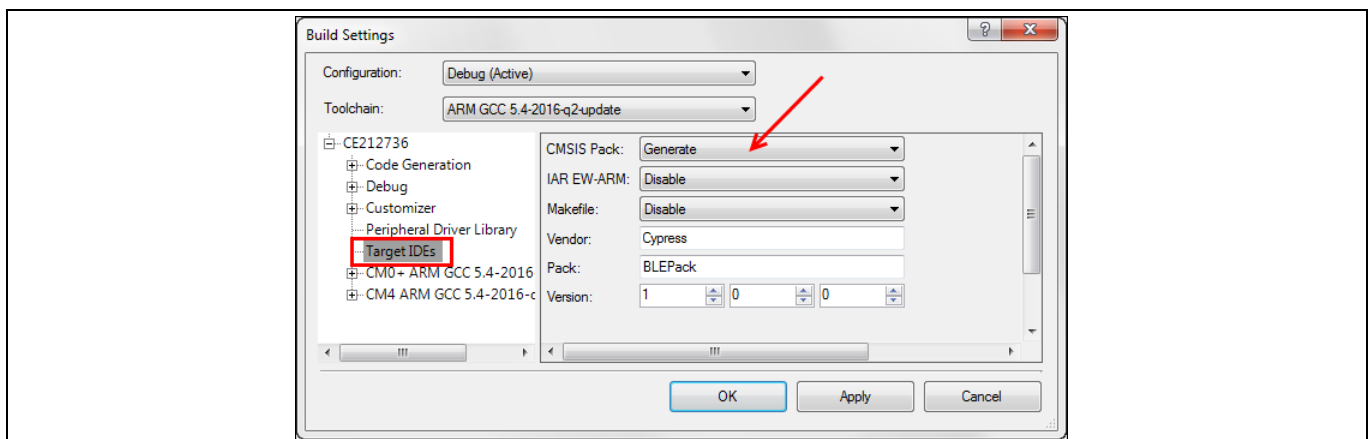 Build Settings
Configuration: Debug (Active)
Toolchain: ARM GCC 5.4-2016-q2-update
CE212736
Code Generation
Debug
Customizer
Peripheral Driver Library
Target IDEs
CM0+ ARM GCC 5.4-2016
CM4 ARM GCC 5.4-2016-
CMSIS Pack: Generate
IAR EW-ARM: Disable
Makefile: Disable
Vendor: Cypress
Pack: BLEPack
Version: 1 0 0
OK Apply Cancel